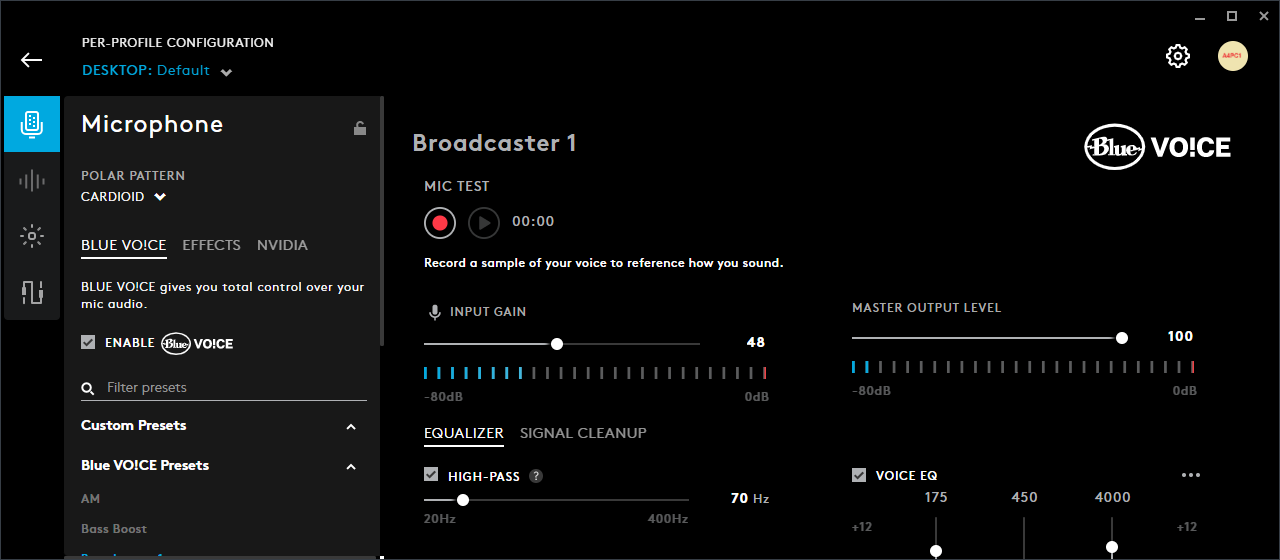 PER-PROFILE CONFIGURATION
DESKTOP: Default
A4PC1
Microphone
POLAR PATTERN
CARDIOID
BLUE VO!CE EFFECTS NVIDIA
BLUE VO!CE gives you total control over your
mic audio.
ENABLE Blue VO!CE
Filter presets
Custom Presets
Blue VO!CE Presets
AM
Bass Boost
Broadcaster 1
Blue VO!CE
MIC TEST
00:00
Record a sample of your voice to reference how you sound.
INPUT GAIN
48
-80dB 0dB
MASTER OUTPUT LEVEL
100
-80dB 0dB
EQUALIZER SIGNAL CLEANUP
HIGH-PASS ?
70 Hz
20Hz 400Hz
VOICE EQ
175 450 4000
+12 +12